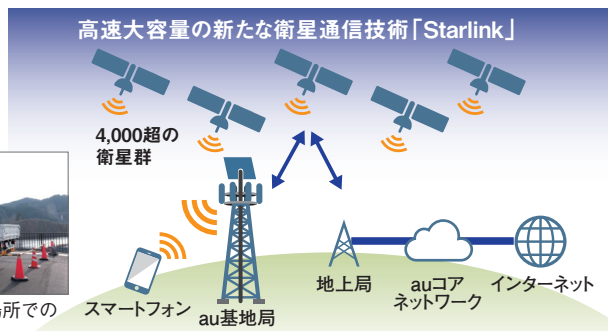 高速大容量の新たな衛星通信技術「Starlink」
4,000超の
衛星群
場所での
スマートフォン
au基地局
地上局
auコア
ネットワーク
インターネット